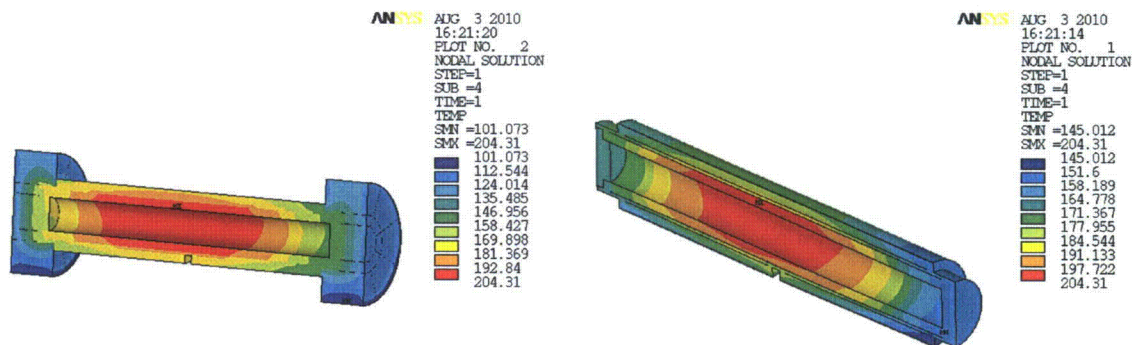 ANSYS
AUG 3 2010
16:21:20
PLOT NO. 2
NODAL SOLUTION
STEP=1
SUB =4
TIME=1
TEMP
SMN =101.073
SMX =204.31
101.073
112.544
124.014
135.485
146.956
158.427
169.898
181.369
192.84
204.31
ANSYS
AUG 3 2010
16:21:14
PLOT NO. 1
NODAL SOLUTION
STEP=1
SUB =4
TIME=1
TEMP
SMN =145.012
SMX =204.31
145.012
151.6
158.189
164.778
171.367
177.955
184.544
191.133
197.722
204.31